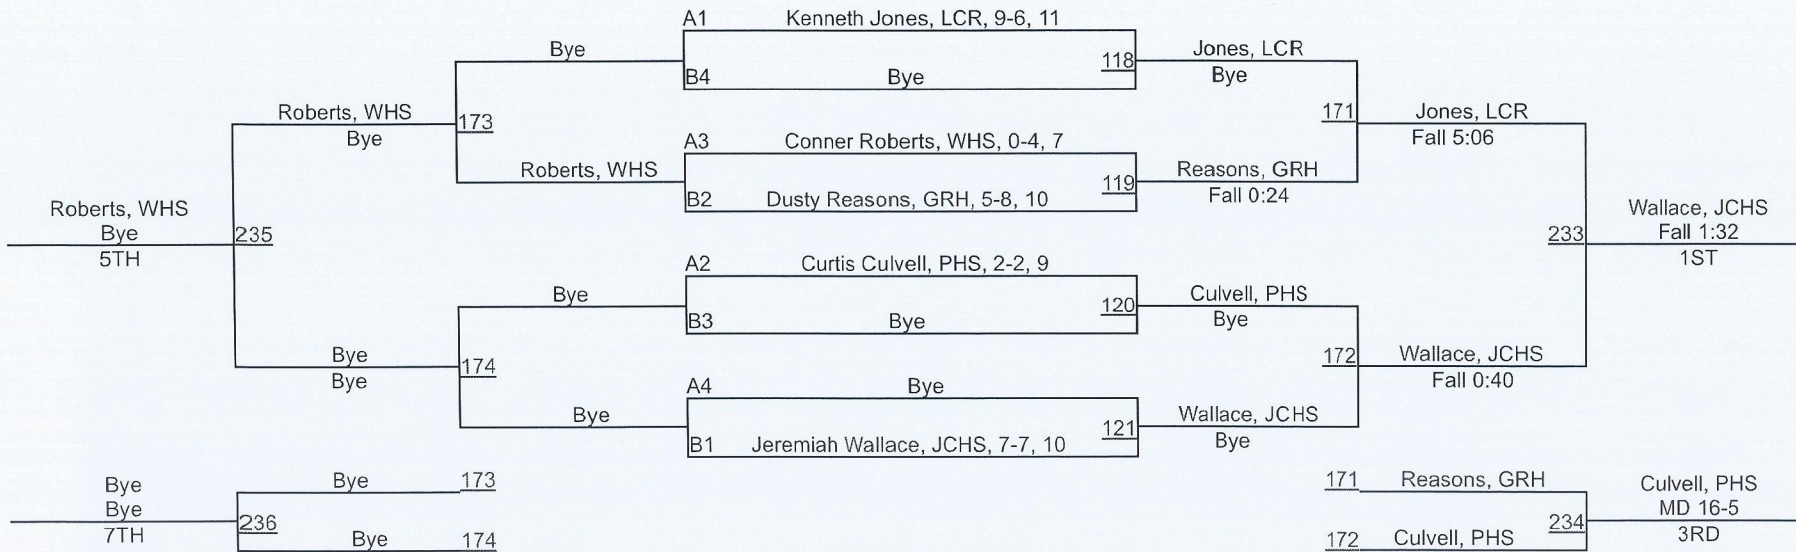 A1 Kenneth Jones, LCR, 9-6, 11
Bye
Jones, LCR
B4 Bye 118
Bye
Roberts, WHS
173
171
Jones, LCR
Bye
Fall 5:06
A3 Conner Roberts, WHS, 0-4, 7
Roberts, WHS
119
Reasons, GRH
B2 Dusty Reasons, GRH, 5-8, 10
Fall 0:24
Roberts, WHS
Bye
235
5TH
233
Wallace, JCHS
Fall 1:32
1ST
A2 Curtis Culvell, PHS, 2-2, 9
Bye
120
Culvell, PHS
B3 Bye
Bye
Bye
174
172
Wallace, JCHS
Bye
Fall 0:40
A4 Bye
Bye
121
Wallace, JCHS
B1 Jeremiah Wallace, JCHS, 7-7, 10
Bye
Bye 173
Bye
Bye
236
7TH
Bye 174
171 Reasons, GRH
Culvell, PHS
MD 16-5
234
3RD
172 Culvell, PHS